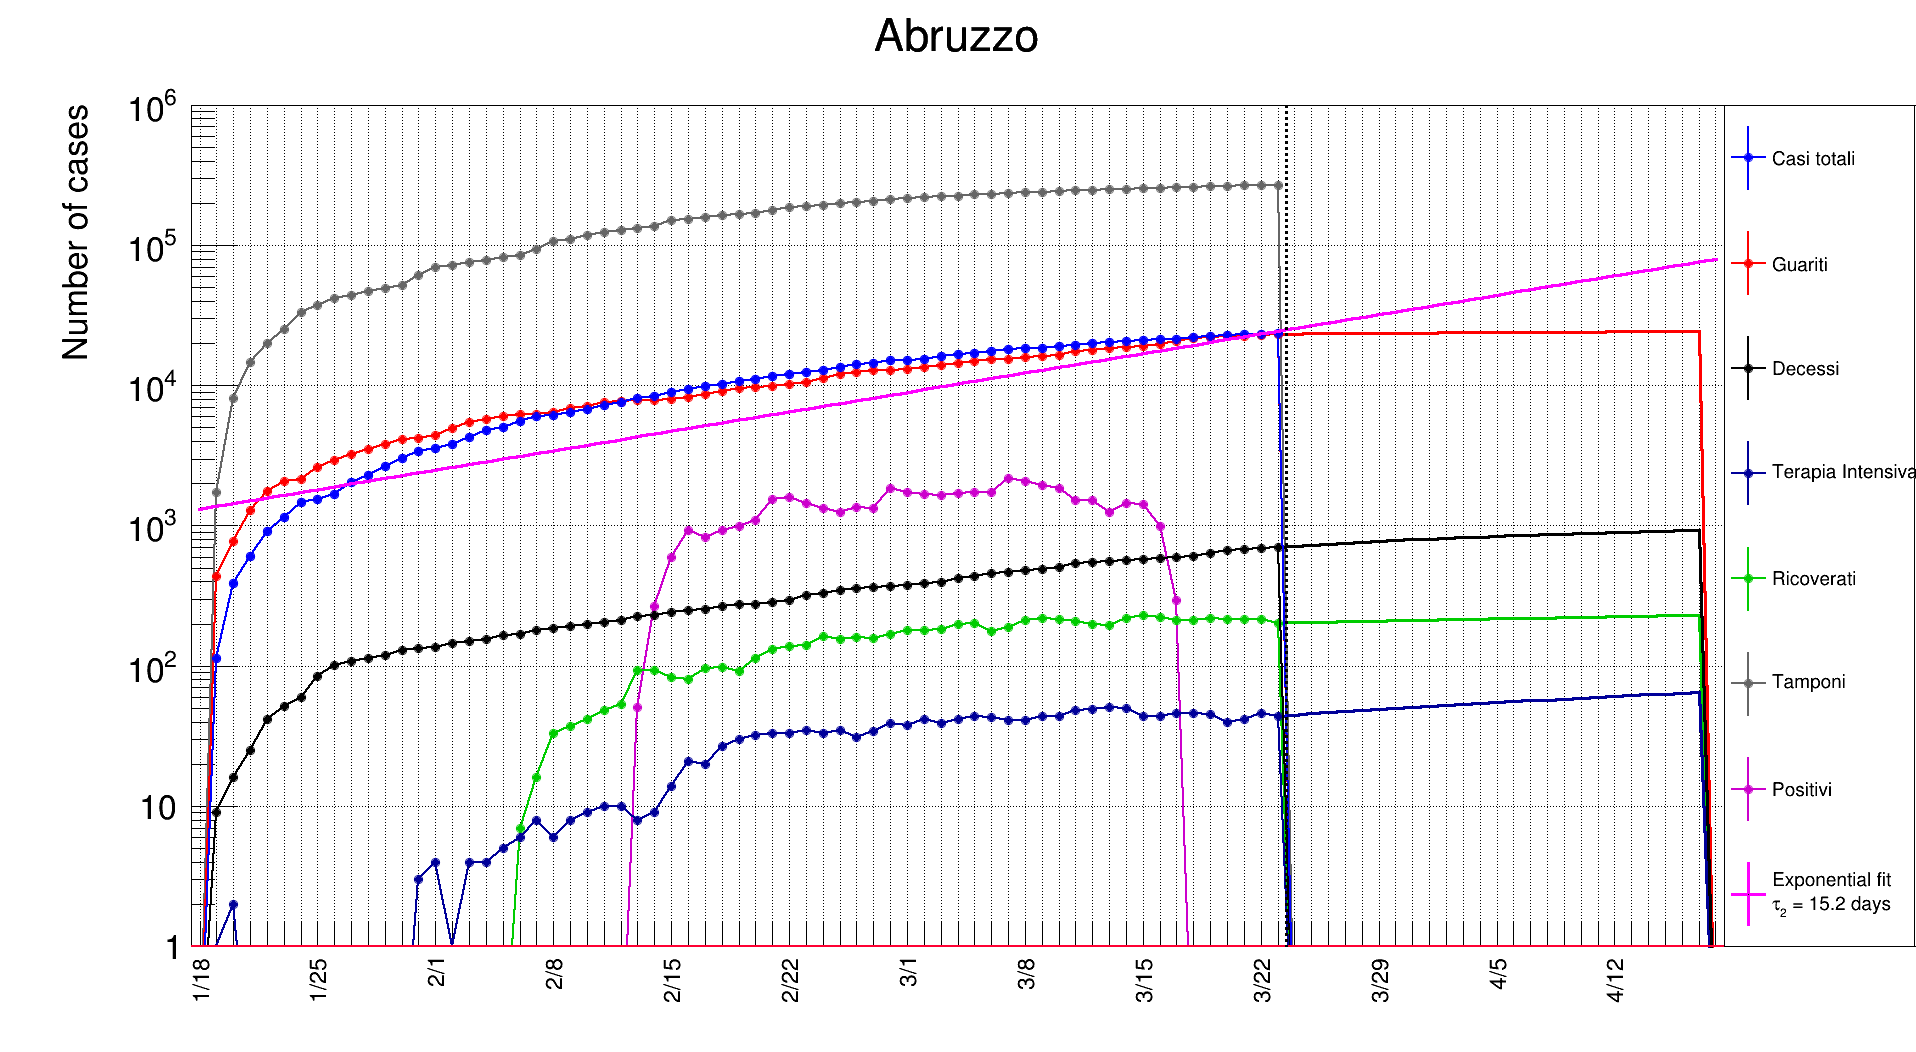 Abruzzo
Number of cases
10^6
10^5
10^4
10^3
10^2
10
1
1/18
1/25
2/1
2/8
2/15
2/22
3/1
3/8
3/15
3/22
3/29
4/5
4/12
Casi totali
Guariti
Decessi
Terapia Intensiva
Ricoverati
Tamponi
Positivi
Exponential fit
τ₂ = 15.2 days